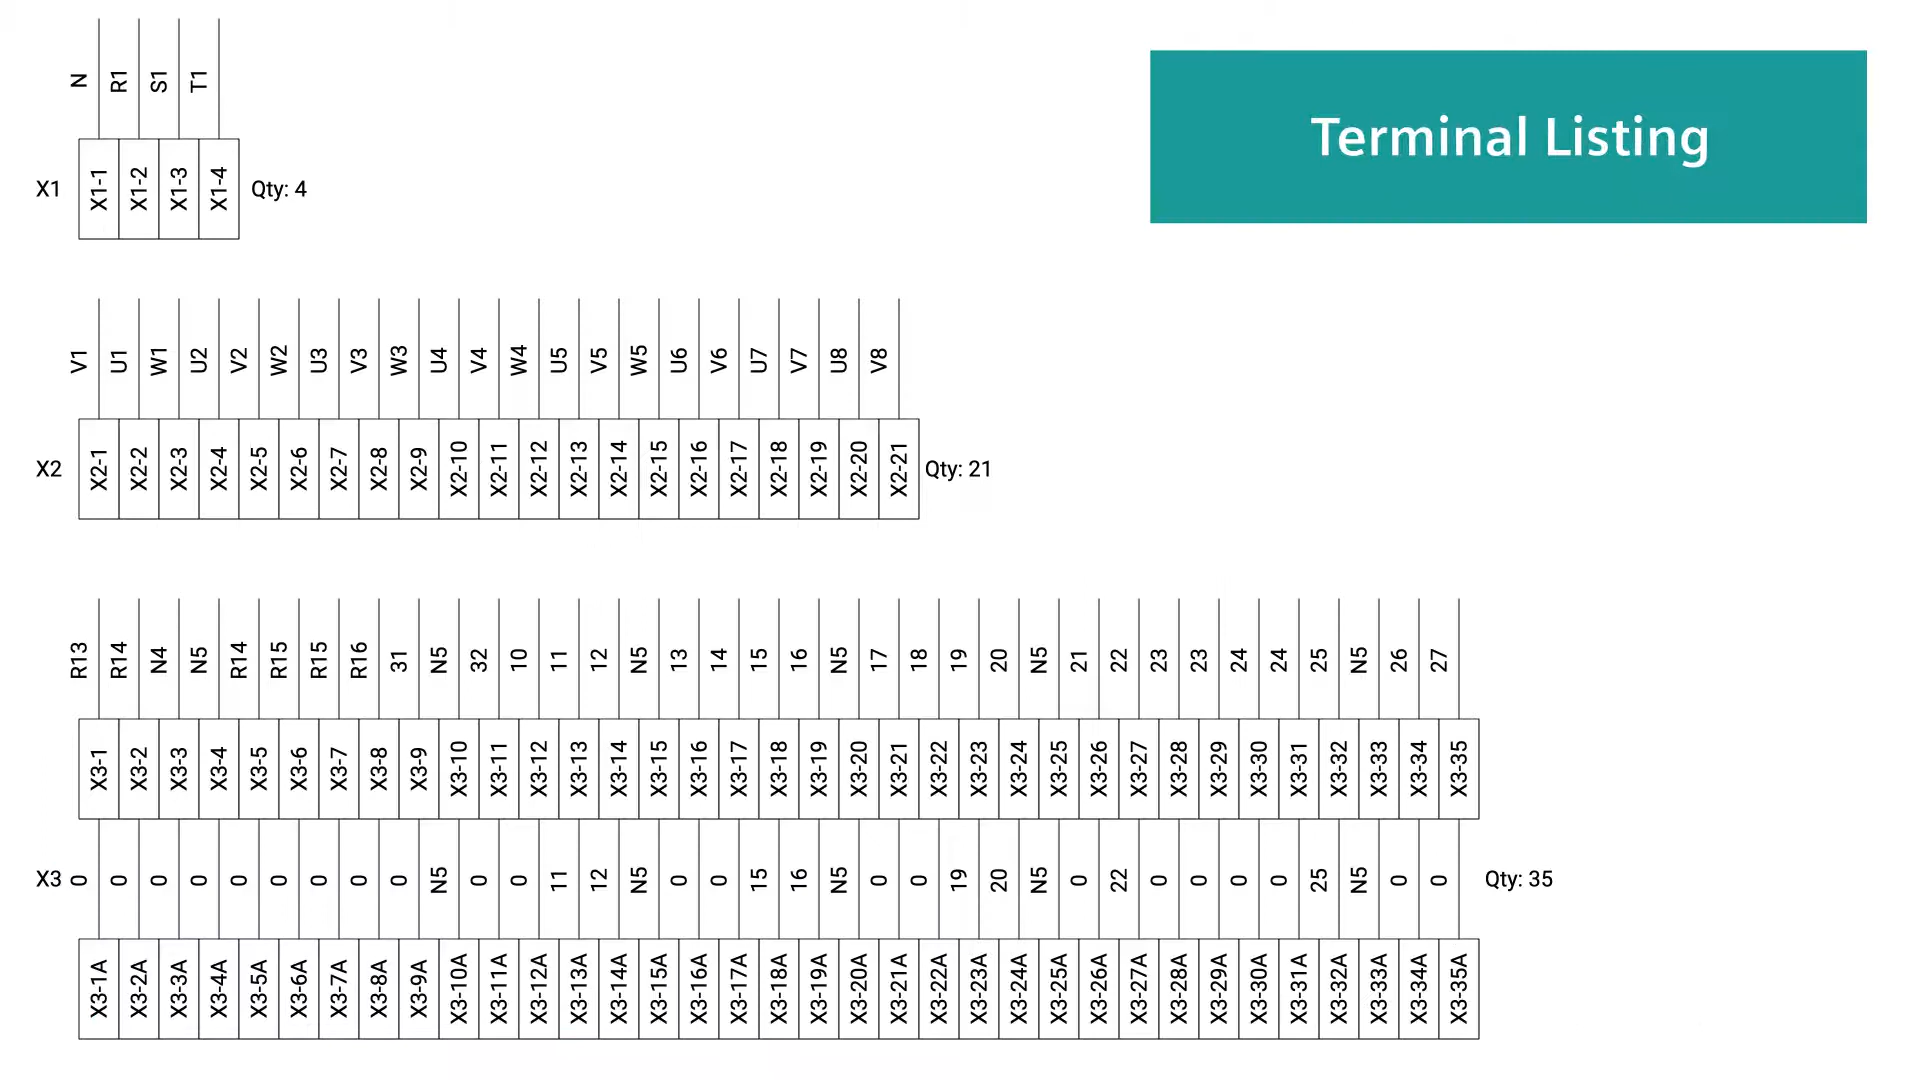 Terminal Listing
N R1 S1 T1
X1 X1-1 X1-2 X1-3 X1-4 Qty: 4
V1 U1 W1 U2 V2 W2 U3 V3 W3 U4 V4 W4 U5 V5 W5 U6 V6 U7 V7 U8 V8
X2 X2-1 X2-2 X2-3 X2-4 X2-5 X2-6 X2-7 X2-8 X2-9 X2-10 X2-11 X2-12 X2-13 X2-14 X2-15 X2-16 X2-17 X2-18 X2-19 X2-20 X2-21 Qty: 21
R13 R14 N4 N5 R14 R15 R15 R16 31 N5 32 10 11 12 N5 13 14 15 16 N5 17 18 19 20 N5 21 22 23 23 24 24 25 N5 26 27
X3-1 X3-2 X3-3 X3-4 X3-5 X3-6 X3-7 X3-8 X3-9 X3-10 X3-11 X3-12 X3-13 X3-14 X3-15 X3-16 X3-17 X3-18 X3-19 X3-20 X3-21 X3-22 X3-23 X3-24 X3-25 X3-26 X3-27 X3-28 X3-29 X3-30 X3-31 X3-32 X3-33 X3-34 X3-35
X3 0 0 0 0 0 0 0 0 0 N5 0 0 11 12 N5 0 0 15 16 N5 0 0 19 20 N5 0 22 0 0 0 0 25 N5 0 0 Qty: 35
X3-1A X3-2A X3-3A X3-4A X3-5A X3-6A X3-7A X3-8A X3-9A X3-10A X3-11A X3-12A X3-13A X3-14A X3-15A X3-16A X3-17A X3-18A X3-19A X3-20A X3-21A X3-22A X3-23A X3-24A X3-25A X3-26A X3-27A X3-28A X3-29A X3-30A X3-31A X3-32A X3-33A X3-34A X3-35A